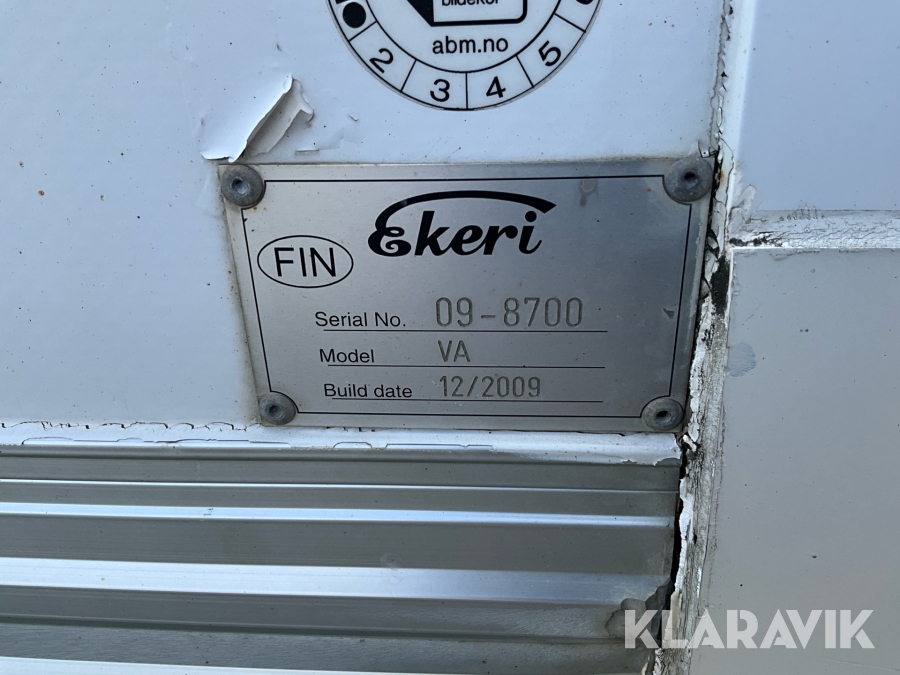 bildekor
abm.no
2 3 4 5
Ekeri
FIN
Serial No. 09-8700
Model VA
Build date 12/2009
KLARAVIK